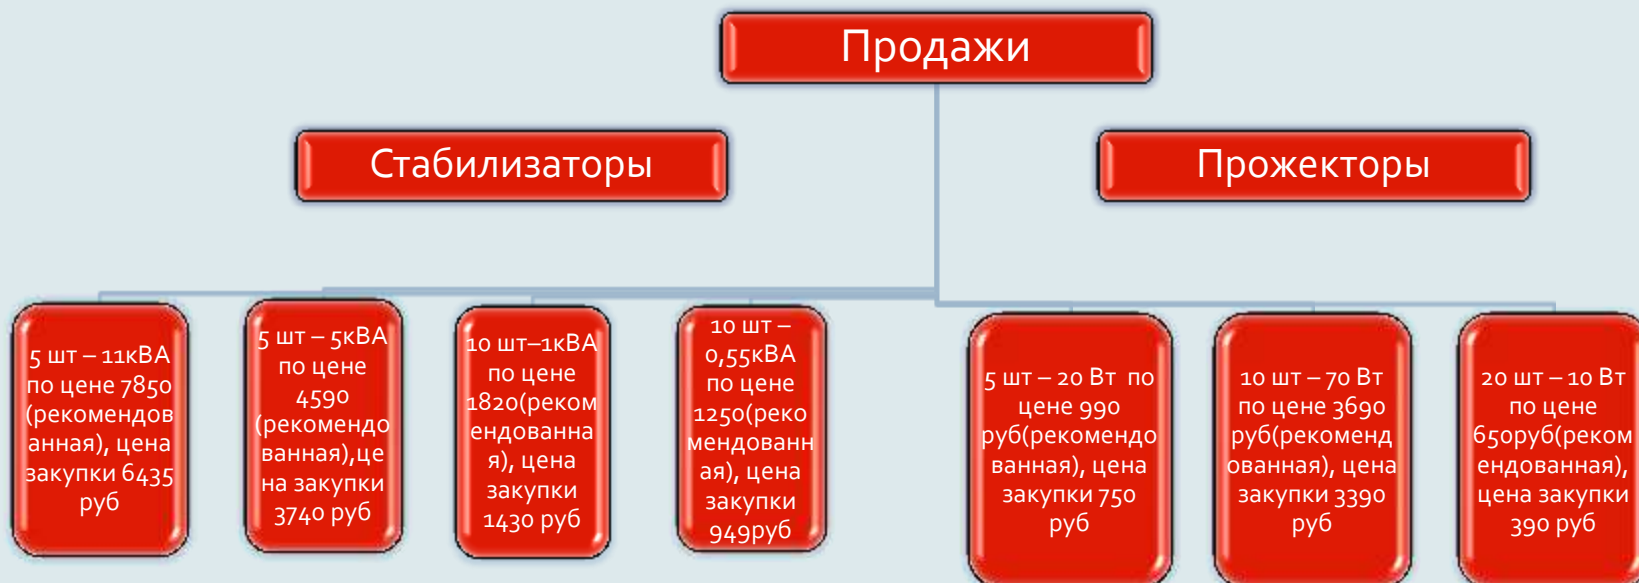 Продажи
Стабилизаторы
Прожекторы
5 шт – 11кВА
по цене 7850
(рекомендов
анная), цена
закупки 6435
руб
5 шт – 5кВА
по цене
4590
(рекомендо
ванная),це
на закупки
3740 руб
10 шт–1кВА
по цене
1820(реком
ендованна
я), цена
закупки
1430 руб
10 шт –
0,55кВА
по цене
1250(реко
мендованн
ая), цена
закупки
949руб
5 шт – 20 Вт по
цене 990
руб(рекомендо
ванная), цена
закупки 750
руб
10 шт – 70 Вт
по цене 3690
руб(рекоменд
ованная), цена
закупки 3390
руб
20 шт – 10 Вт
по цене
650руб(реком
ендованная),
цена закупки
390 руб